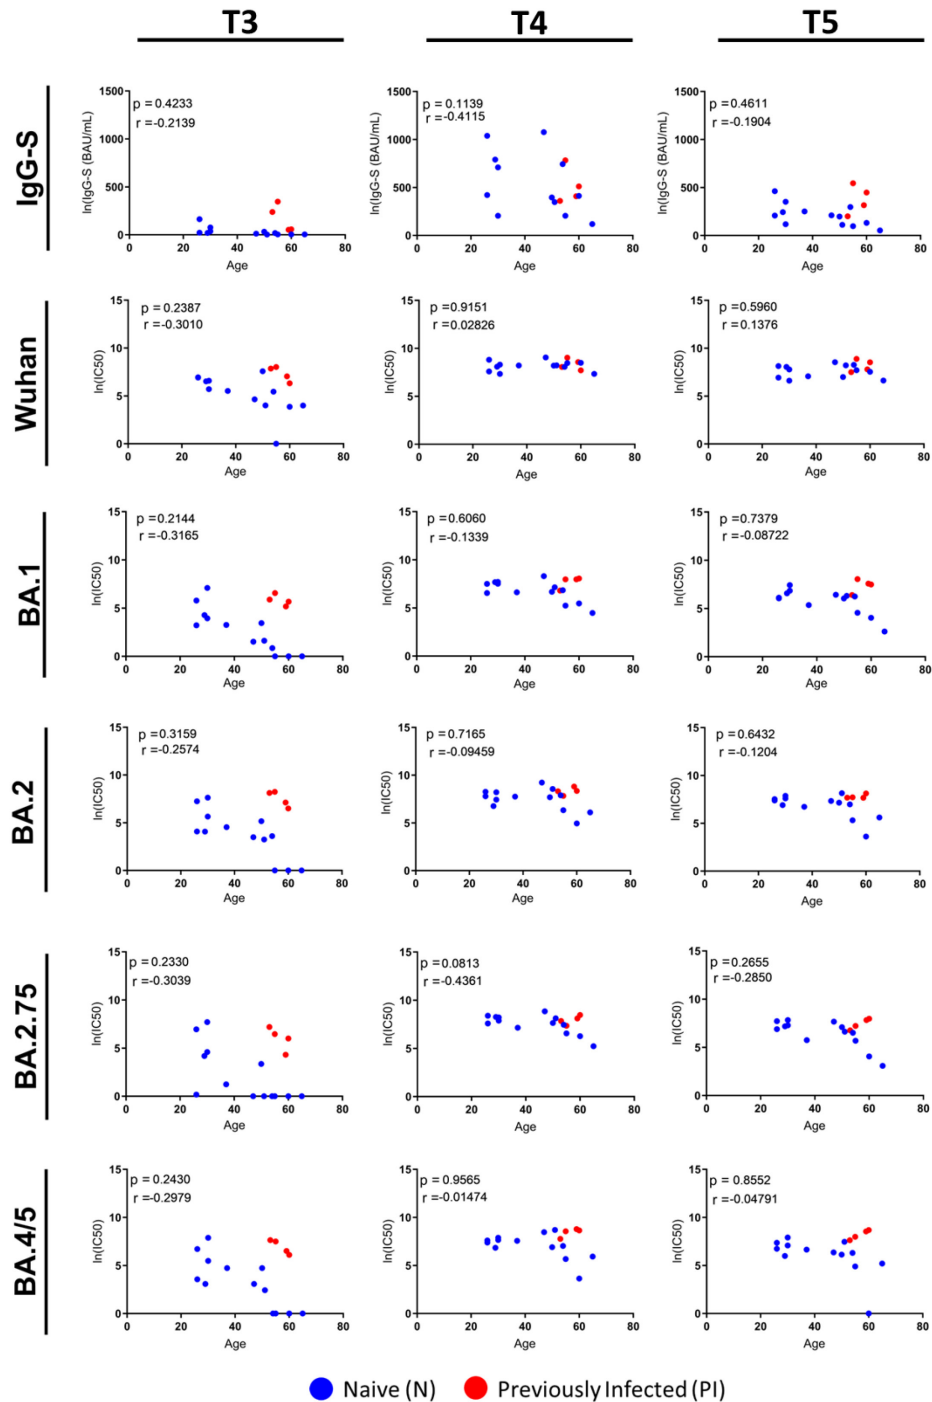 T3 T4 T5
IgG-S
p = 0.4233
r =-0.2139
ln(IgG-S (BAU/mL)
1500
1000
500
0
0 20 40 60 80
Age
p = 0.1139
r =-0.4115
ln(IgG-S (BAU/mL)
1500
1000
500
0
0 20 40 60 80
Age
p = 0.4611
r =-0.1904
ln(IgG-S (BAU/mL)
1500
1000
500
0
0 20 40 60 80
Age
Wuhan
p =0.2387
r =-0.3010
ln(IC50)
15
10
5
0
0 20 40 60 80
Age
p =0.9151
r =0.02826
ln(IC50)
15
10
5
0
0 20 40 60 80
Age
p =0.5960
r =0.1376
ln(IC50)
15
10
5
0
0 20 40 60 80
Age
BA.1
p =0.2144
r =-0.3165
ln(IC50)
15
10
5
0
0 20 40 60 80
Age
p =0.6060
r =-0.1339
ln(IC50)
15
10
5
0
0 20 40 60 80
Age
p =0.7379
r =-0.08722
ln(IC50)
15
10
5
0
0 20 40 60 80
Age
BA.2
p =0.3159
r =-0.2574
ln(IC50)
15
10
5
0
0 20 40 60 80
Age
p =0.7165
r =-0.09459
ln(IC50)
15
10
5
0
0 20 40 60 80
Age
p =0.6432
r =-0.1204
ln(IC50)
15
10
5
0
0 20 40 60 80
Age
BA.2.75
p =0.2330
r =-0.3039
ln(IC50)
15
10
5
0
0 20 40 60 80
Age
p =0.0813
r =-0.4361
ln(IC50)
15
10
5
0
0 20 40 60 80
Age
p =0.2655
r =-0.2850
ln(IC50)
15
10
5
0
0 20 40 60 80
Age
BA.4/5
p = 0.2430
r =-0.2979
ln(IC50)
15
10
5
0
0 20 40 60 80
Age
p =0.9565
r =-0.01474
ln(IC50)
15
10
5
0
0 20 40 60 80
Age
p = 0.8552
r =-0.04791
ln(IC50)
15
10
5
0
0 20 40 60 80
Age
Naive (N) Previously Infected (PI)